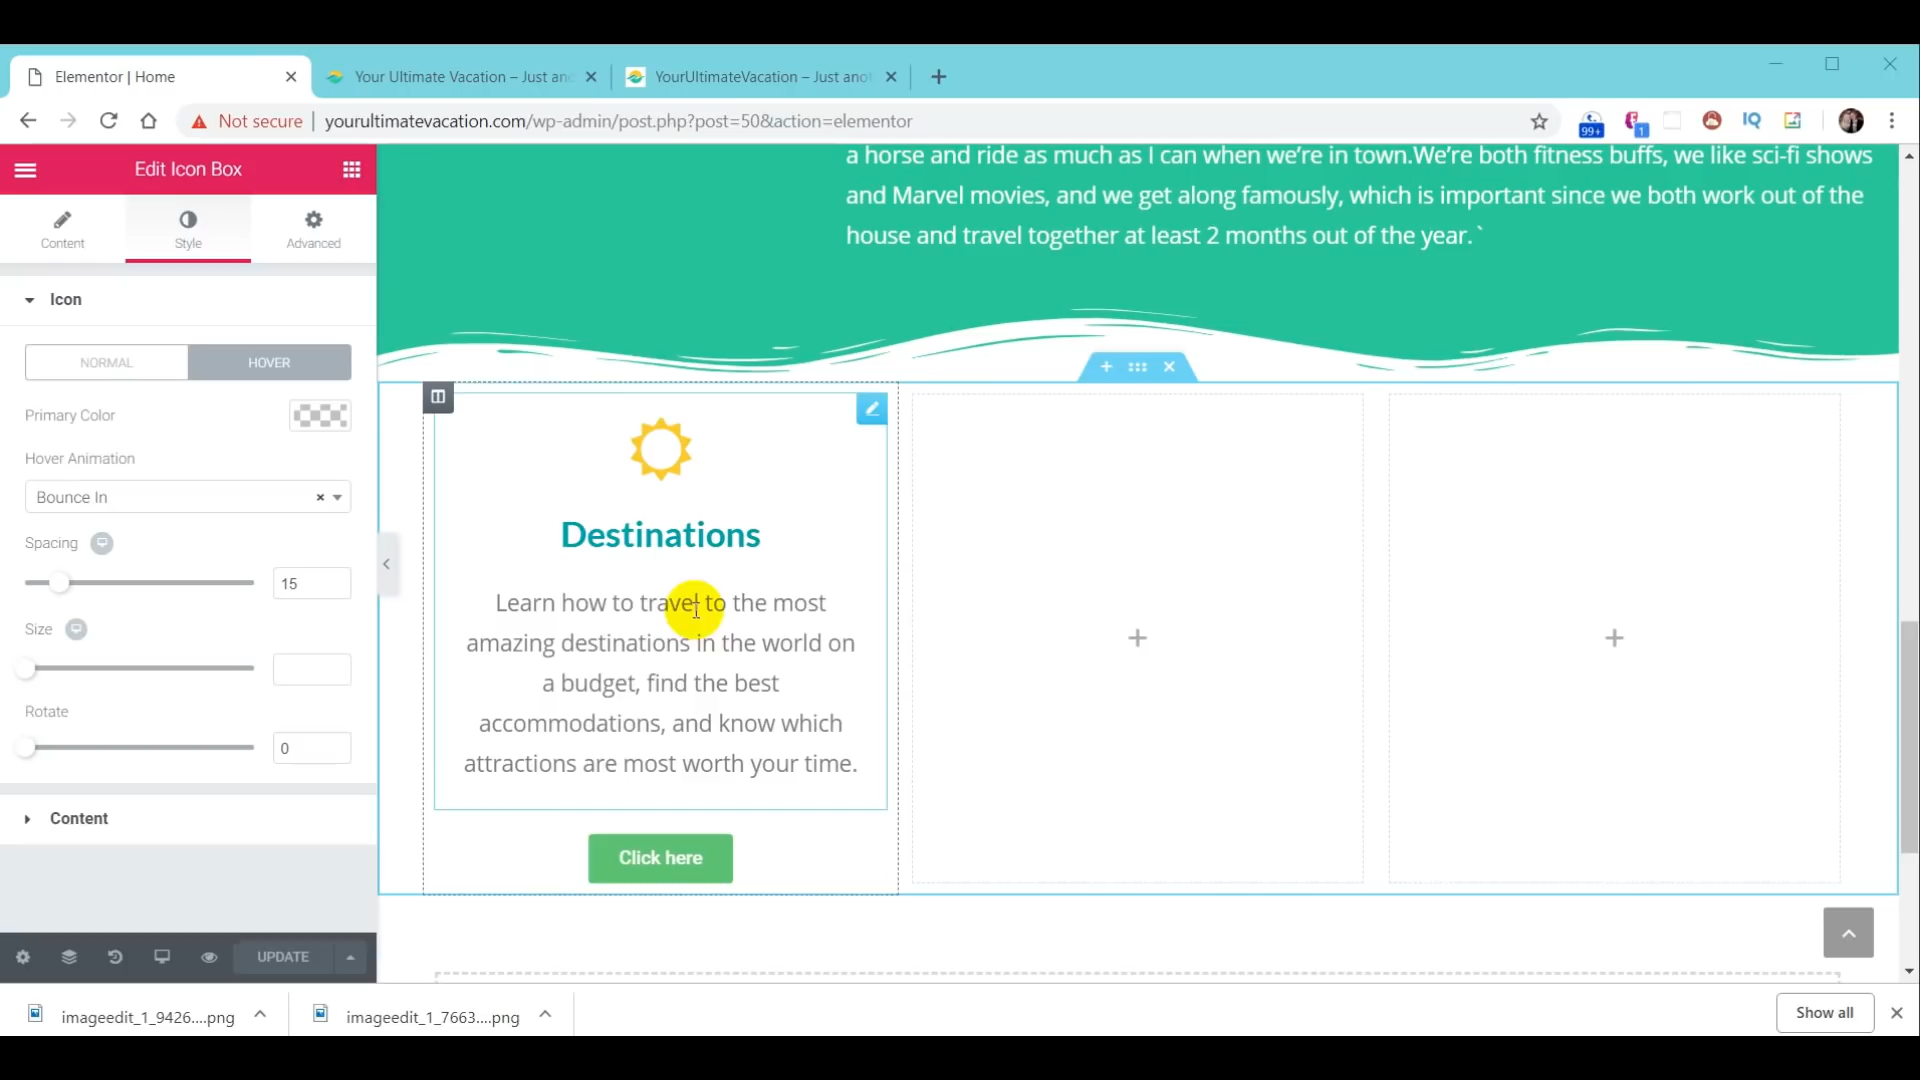 Elementor | Home
Your Ultimate Vacation – Just an
YourUltimateVacation – Just anot
Not secure
yourultimatevacation.com/wp-admin/post.php?post=50&action=elementor
99+
1
IQ
Edit Icon Box
Content
Style
Advanced
Icon
NORMAL
HOVER
Primary Color
Hover Animation
Bounce In
Spacing
15
Size
Rotate
0
Content
UPDATE
a horse and ride as much as I can when we’re in town.We’re both fitness buffs, we like sci-fi shows
and Marvel movies, and we get along famously, which is important since we both work out of the
house and travel together at least 2 months out of the year. `
Destinations
Learn how to travel to the most
amazing destinations in the world on
a budget, find the best
accommodations, and know which
attractions are most worth your time.
Click here
imageedit_1_9426....png
imageedit_1_7663....png
Show all